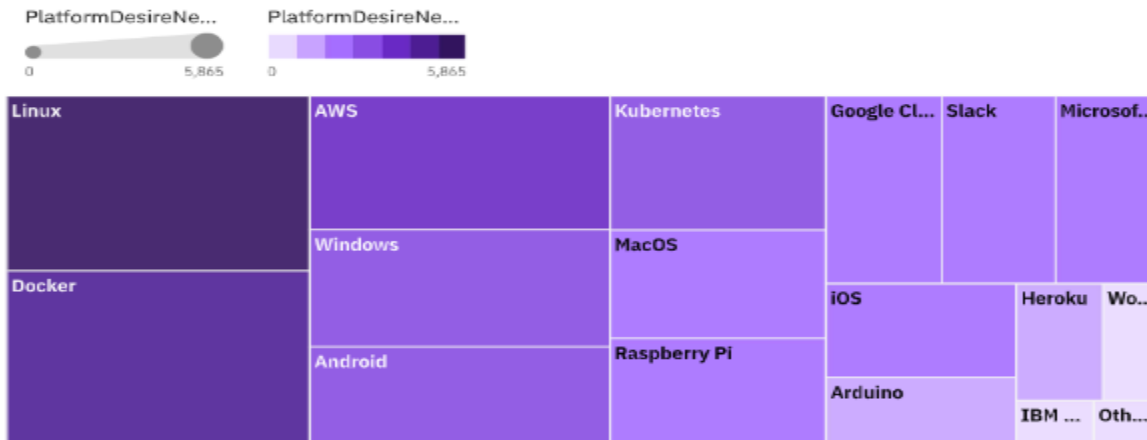 PlatformDesireNe... PlatformDesireNe...
0 5,865 0 5,865
Linux AWS Kubernetes Google Cl... Slack Microsof...
Windows MacOS
Docker iOS Heroku Wo...
Android Raspberry Pi
Arduino
IBM ... Oth...